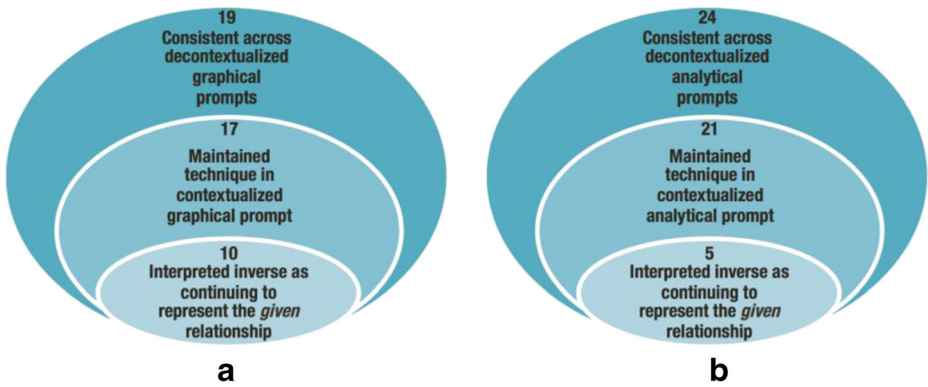 19
Consistent across
decontextualized
graphical
prompts
17
Maintained
technique in
contextualized
graphical prompt
10
Interpreted inverse as
continuing to
represent the given
relationship
a
24
Consistent across
decontextualized
analytical
prompts
21
Maintained
technique in
contextualized
analytical prompt
5
Interpreted inverse as
continuing to
represent the given
relationship
b